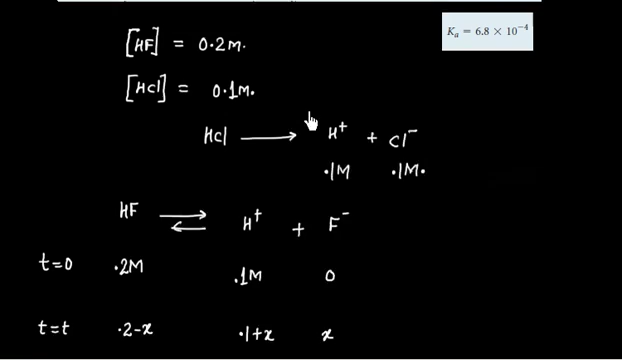 [HF] = 0.2M.
Kₐ = 6.8 × 10⁻⁴
[HCl] = 0.1M.
HCl ⟶ H⁺ + Cl⁻
.1M .1M.
HF ⇌ H⁺ + F⁻
t=0 .2M .1M 0
t=t .2-x .1+x x